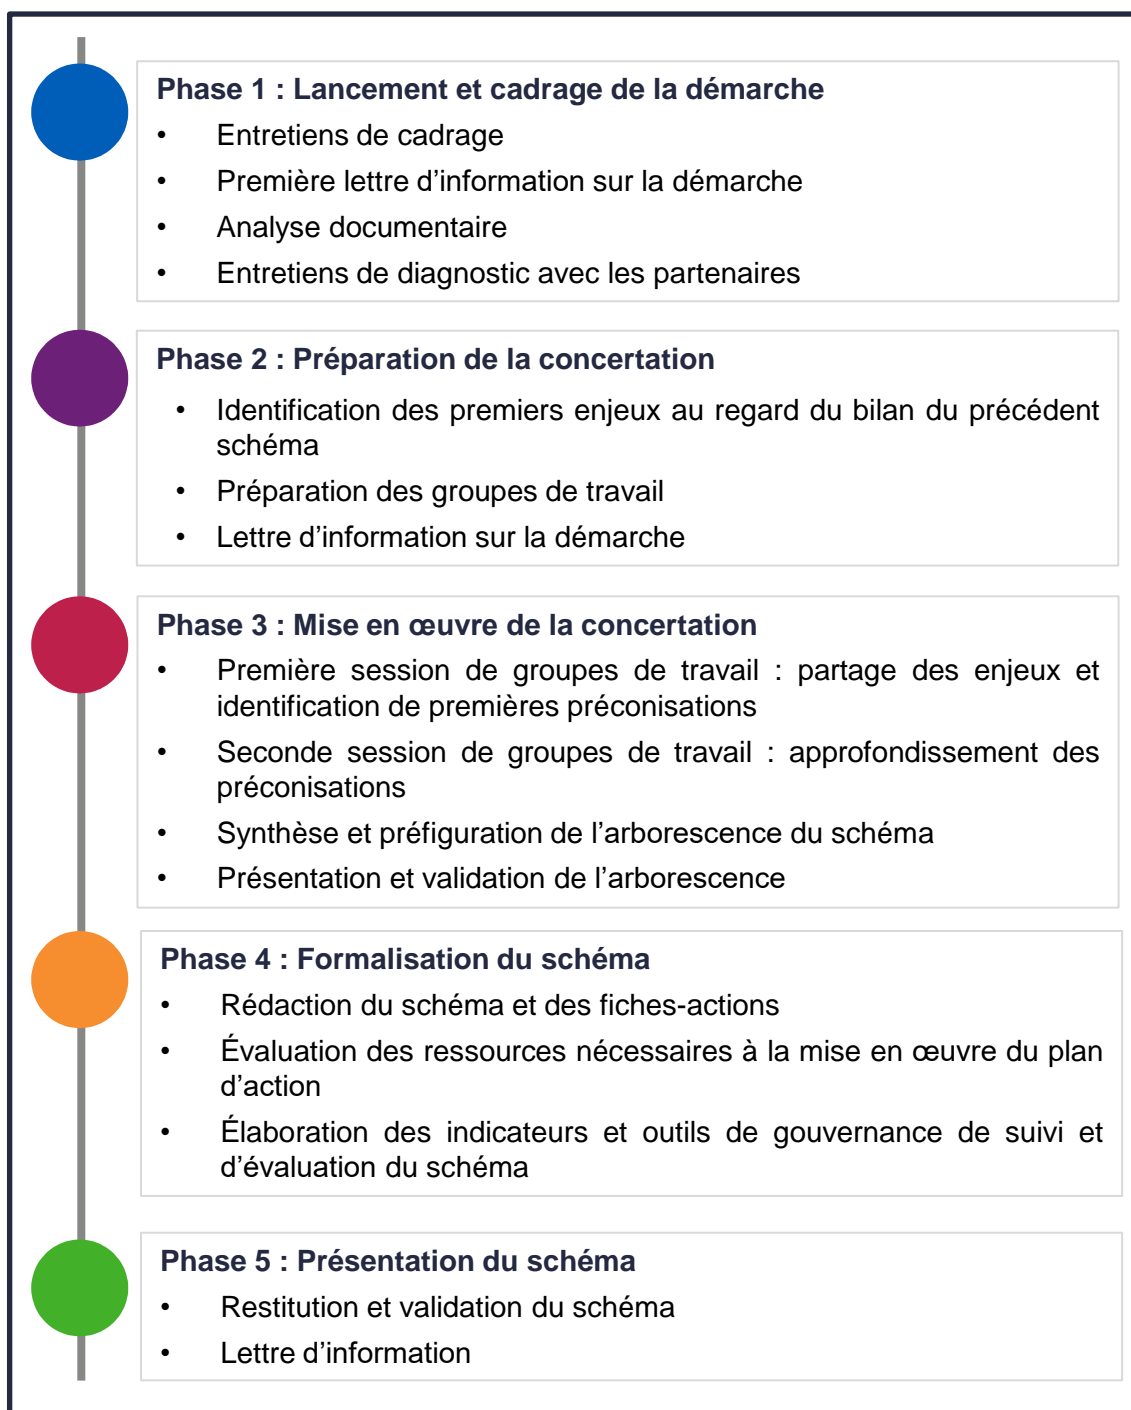 Phase 1 : Lancement et cadrage de la démarche
• Entretiens de cadrage
• Première lettre d’information sur la démarche
• Analyse documentaire
• Entretiens de diagnostic avec les partenaires
Phase 2 : Préparation de la concertation
• Identification des premiers enjeux au regard du bilan du précédent
schéma
• Préparation des groupes de travail
• Lettre d’information sur la démarche
Phase 3 : Mise en œuvre de la concertation
• Première session de groupes de travail : partage des enjeux et
identification de premières préconisations
• Seconde session de groupes de travail : approfondissement des
préconisations
• Synthèse et préfiguration de l’arborescence du schéma
• Présentation et validation de l’arborescence
Phase 4 : Formalisation du schéma
• Rédaction du schéma et des fiches-actions
• Évaluation des ressources nécessaires à la mise en œuvre du plan
d’action
• Élaboration des indicateurs et outils de gouvernance de suivi et
d’évaluation du schéma
Phase 5 : Présentation du schéma
• Restitution et validation du schéma
• Lettre d’information